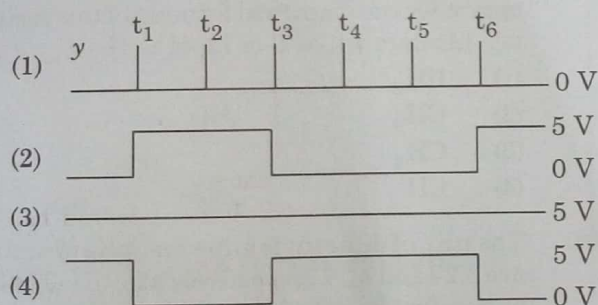 y t₁ t₂ t₃ t₄ t₅ t₆
(1) 0 V
(2) 5 V
0 V
(3) 5 V
(4) 5 V
0 V